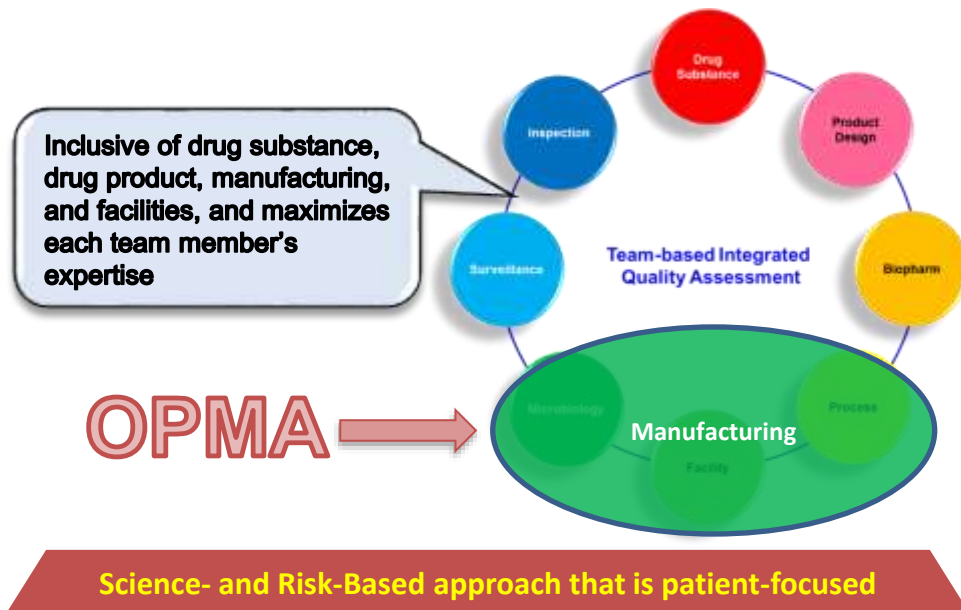 Drug
Substance
Inspection
Product
Design
Inclusive of drug substance,
drug product, manufacturing,
and facilities, and maximizes
each team member's
expertise
Surveillance
Team-based Integrated
Quality Assessment
Biopharm
OPMA
Microbiology
Manufacturing
Process
Facility
Science- and Risk-Based approach that is patient-focused